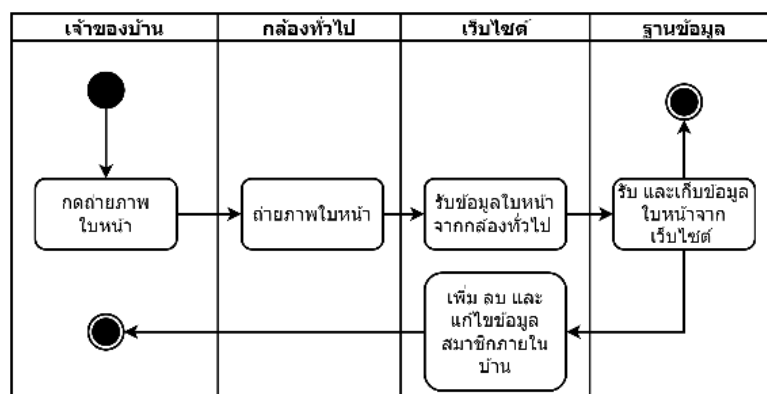 เจ้าของบ้าน
กล้องทั่วไป
เว็บไซต์
ฐานข้อมูล
กดถ่ายภาพ
ใบหน้า
ถ่ายภาพใบหน้า
รับข้อมูลใบหน้า
จากกล้องทั่วไป
รับ และเก็บข้อมูล
ใบหน้าจาก
เว็บไซต์
เพิ่ม ลบ และ
แก้ไขข้อมูล
สมาชิกภายใน
บ้าน